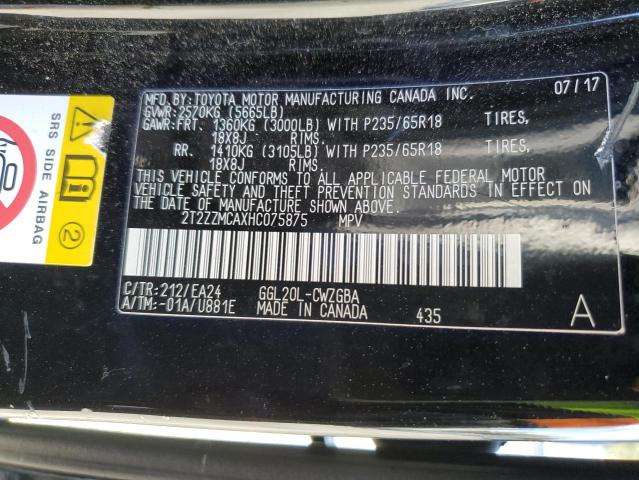 MFD. BY: TOYOTA MOTOR MANUFACTURING CANADA INC. 07/17
GVWR: 2570KG (5665LB)
GAWR: FRT. 1360KG (3000LB) WITH P235/65R18 TIRES,
18X8J RIMS.
RR. 1410KG (3105LB) WITH P235/65R18 TIRES,
18X8J RIMS.
THIS VEHICLE CONFORMS TO ALL APPLICABLE FEDERAL MOTOR
VEHICLE SAFETY AND THEFT PREVENTION STANDARDS IN EFFECT ON
THE DATE OF MANUFACTURE SHOWN ABOVE.
2T2ZZMCAXHC075875 MPV
C/TR: 212/EA24 GGL20L-CWZGBA
A/TM: -01A/U881E MADE IN CANADA 435 A
SRS SIDE AIRBAG
2